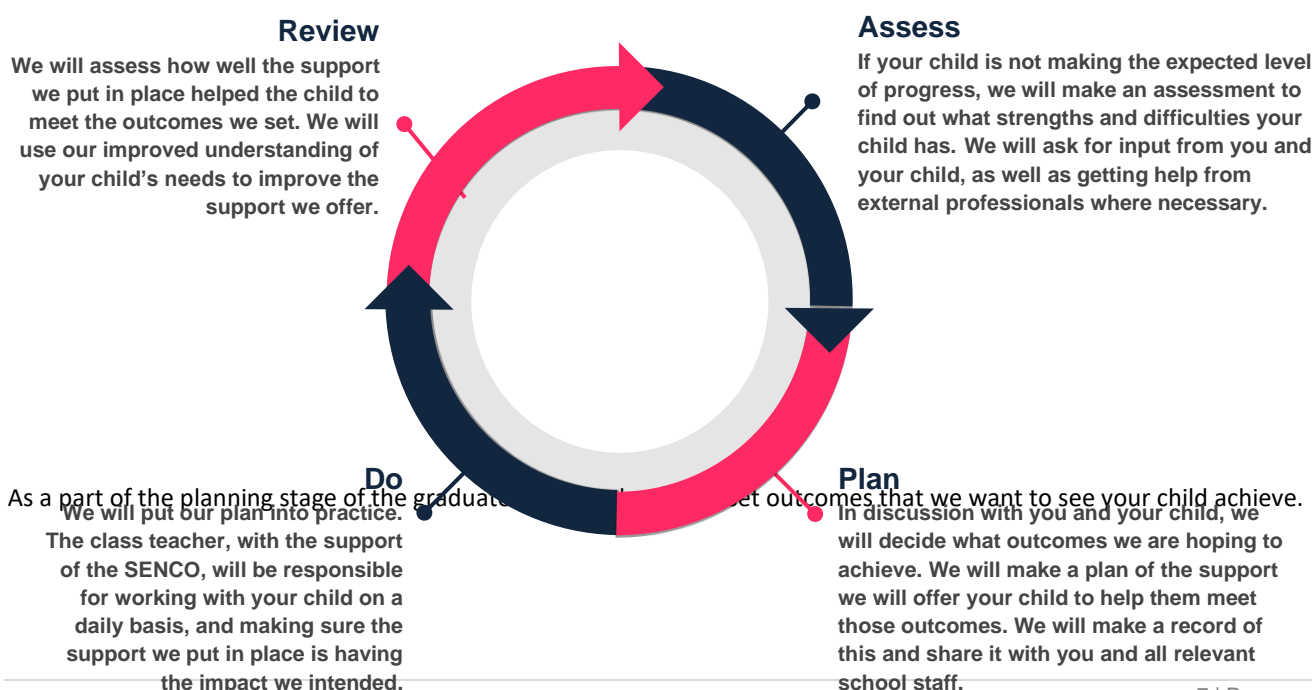 Review
We will assess how well the support
we put in place helped the child to
meet the outcomes we set. We will
use our improved understanding of
your child’s needs to improve the
support we offer.
Assess
If your child is not making the expected level
of progress, we will make an assessment to
find out what strengths and difficulties your
child has. We will ask for input from you and
your child, as well as getting help from
external professionals where necessary.
Do
As a part of the planning stage of the outcomes that we want to see your child achieve.
We will put our plan into practice.
The class teacher, with the support
of the SENCO, will be responsible
for working with your child on a
daily basis, and making sure the
support we put in place is having
the impact we intended.
Plan
In discussion with you and your child, we
will decide what outcomes we are hoping to
achieve. We will make a plan of the support
we will offer your child to help them meet
those outcomes. We will make a record of
this and share it with you and all relevant
school staff.